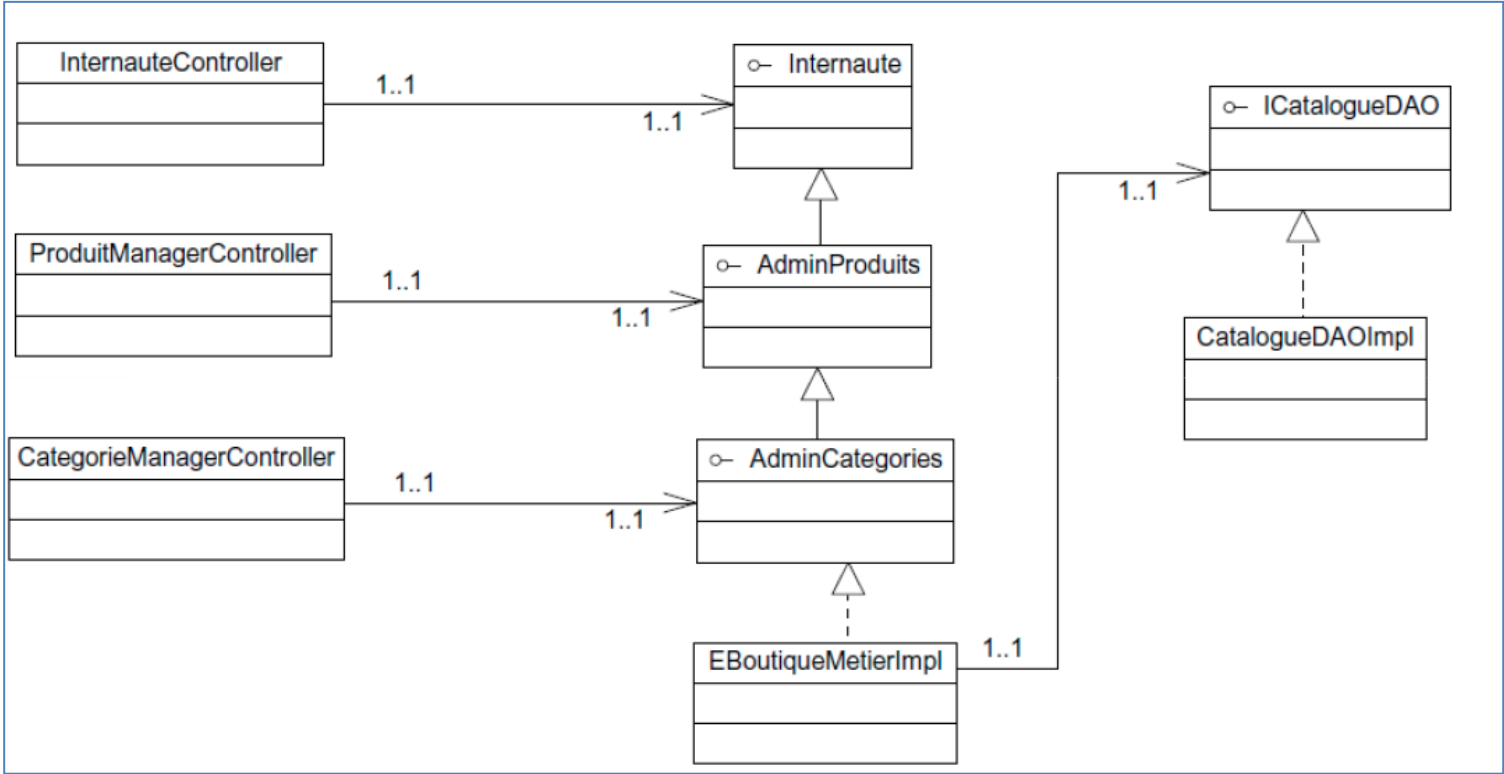 InternauteController
1..1
1..1
Internaute
ICatalogueDAO
1..1
ProduitManagerController
1..1
1..1
AdminProduits
CatalogueDAOImpl
CategorieManagerController
1..1
1..1
AdminCategories
EBoutiqueMetierImpl
1..1